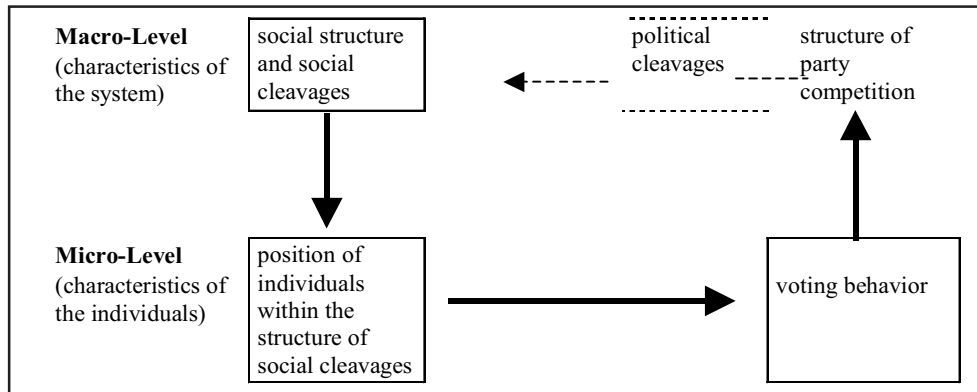 Macro-Level
(characteristics of
the system)
social structure
and social
cleavages
political
cleavages
structure of
party
competition
Micro-Level
(characteristics of
the individuals)
position of
individuals
within the
structure of
social cleavages
voting behavior